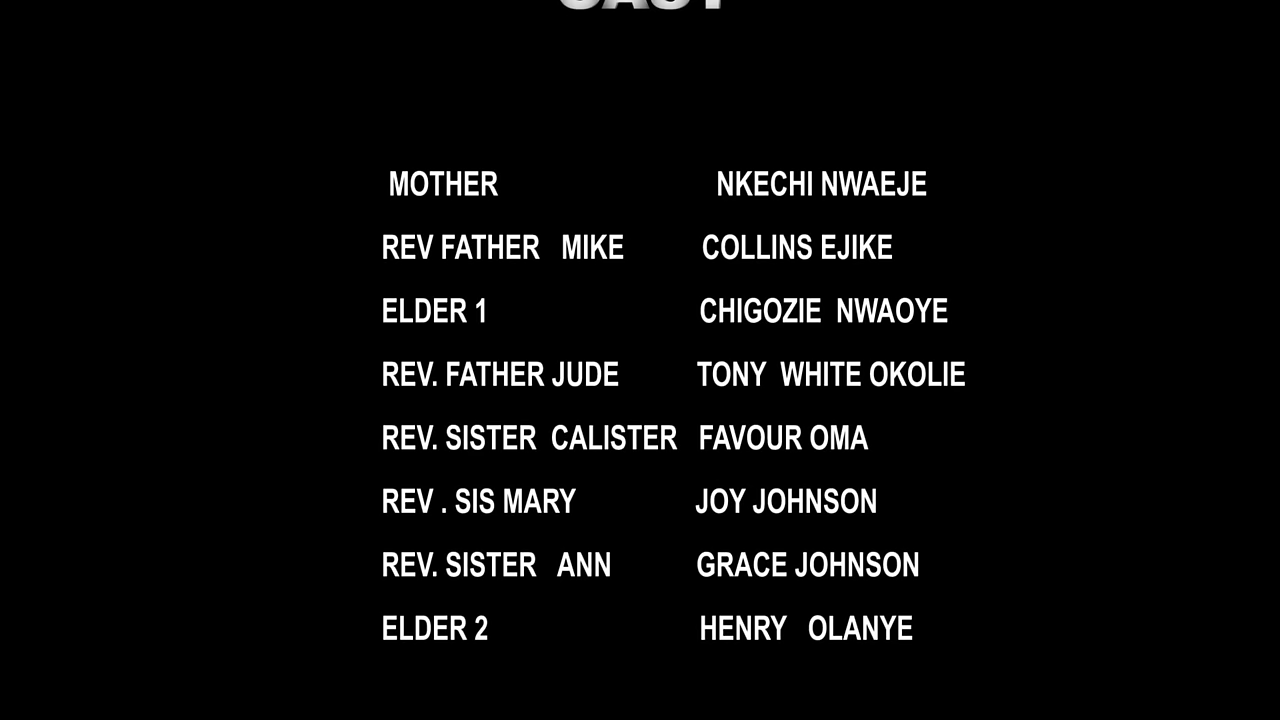 CAST
MOTHER NKECHI NWAEJE
REV FATHER MIKE COLLINS EJIKE
ELDER 1 CHIGOZIE NWAOYE
REV. FATHER JUDE TONY WHITE OKOLIE
REV. SISTER CALISTER FAVOUR OMA
REV . SIS MARY JOY JOHNSON
REV. SISTER ANN GRACE JOHNSON
ELDER 2 HENRY OLANYE